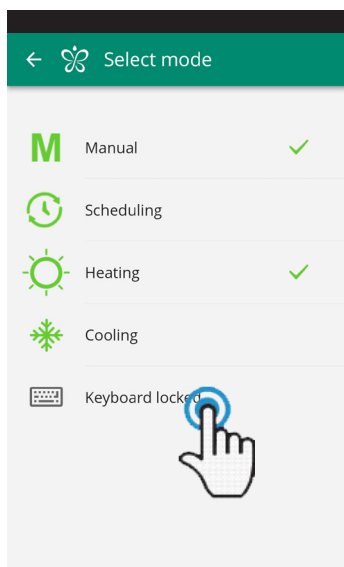 Select mode
M Manual
Scheduling
Heating
Cooling
Keyboard locked